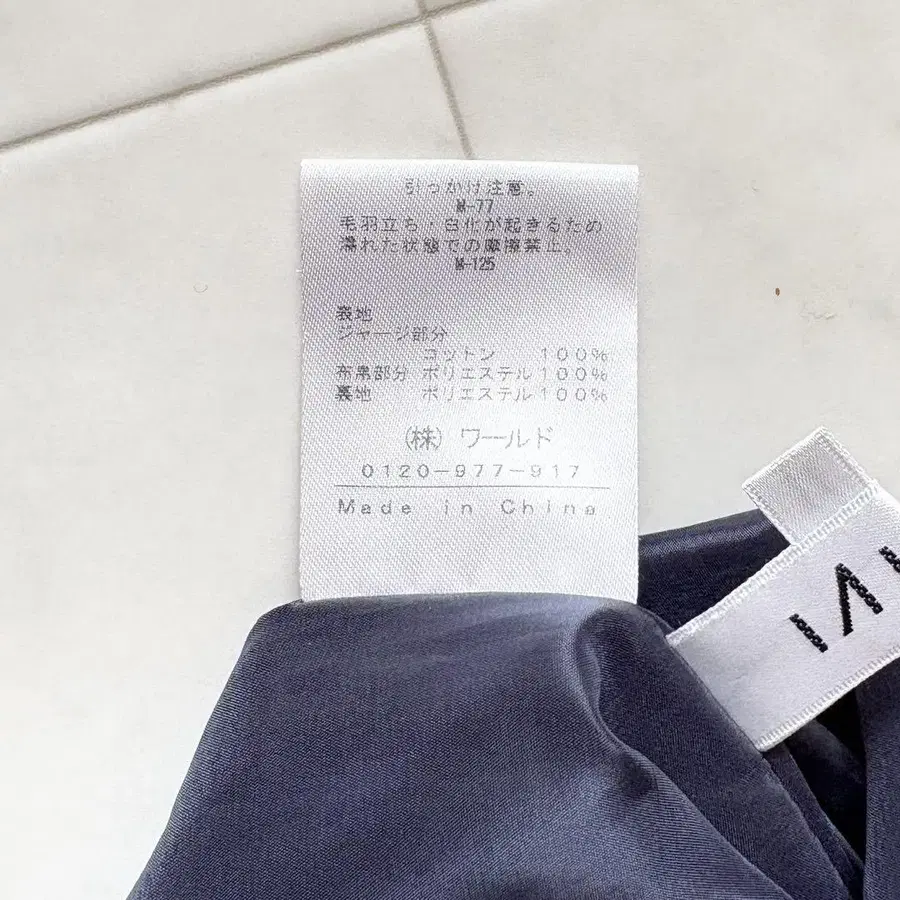 引っかけ注意。
M-77
毛羽立ち・白化が起きるため
濡れた状態での摩擦禁止。
M-125
表地
ジャージ部分
コットン 100%
布帛部分 ポリエステル100%
裏地 ポリエステル100%
(株) ワールド
0120-977-917
Made in China